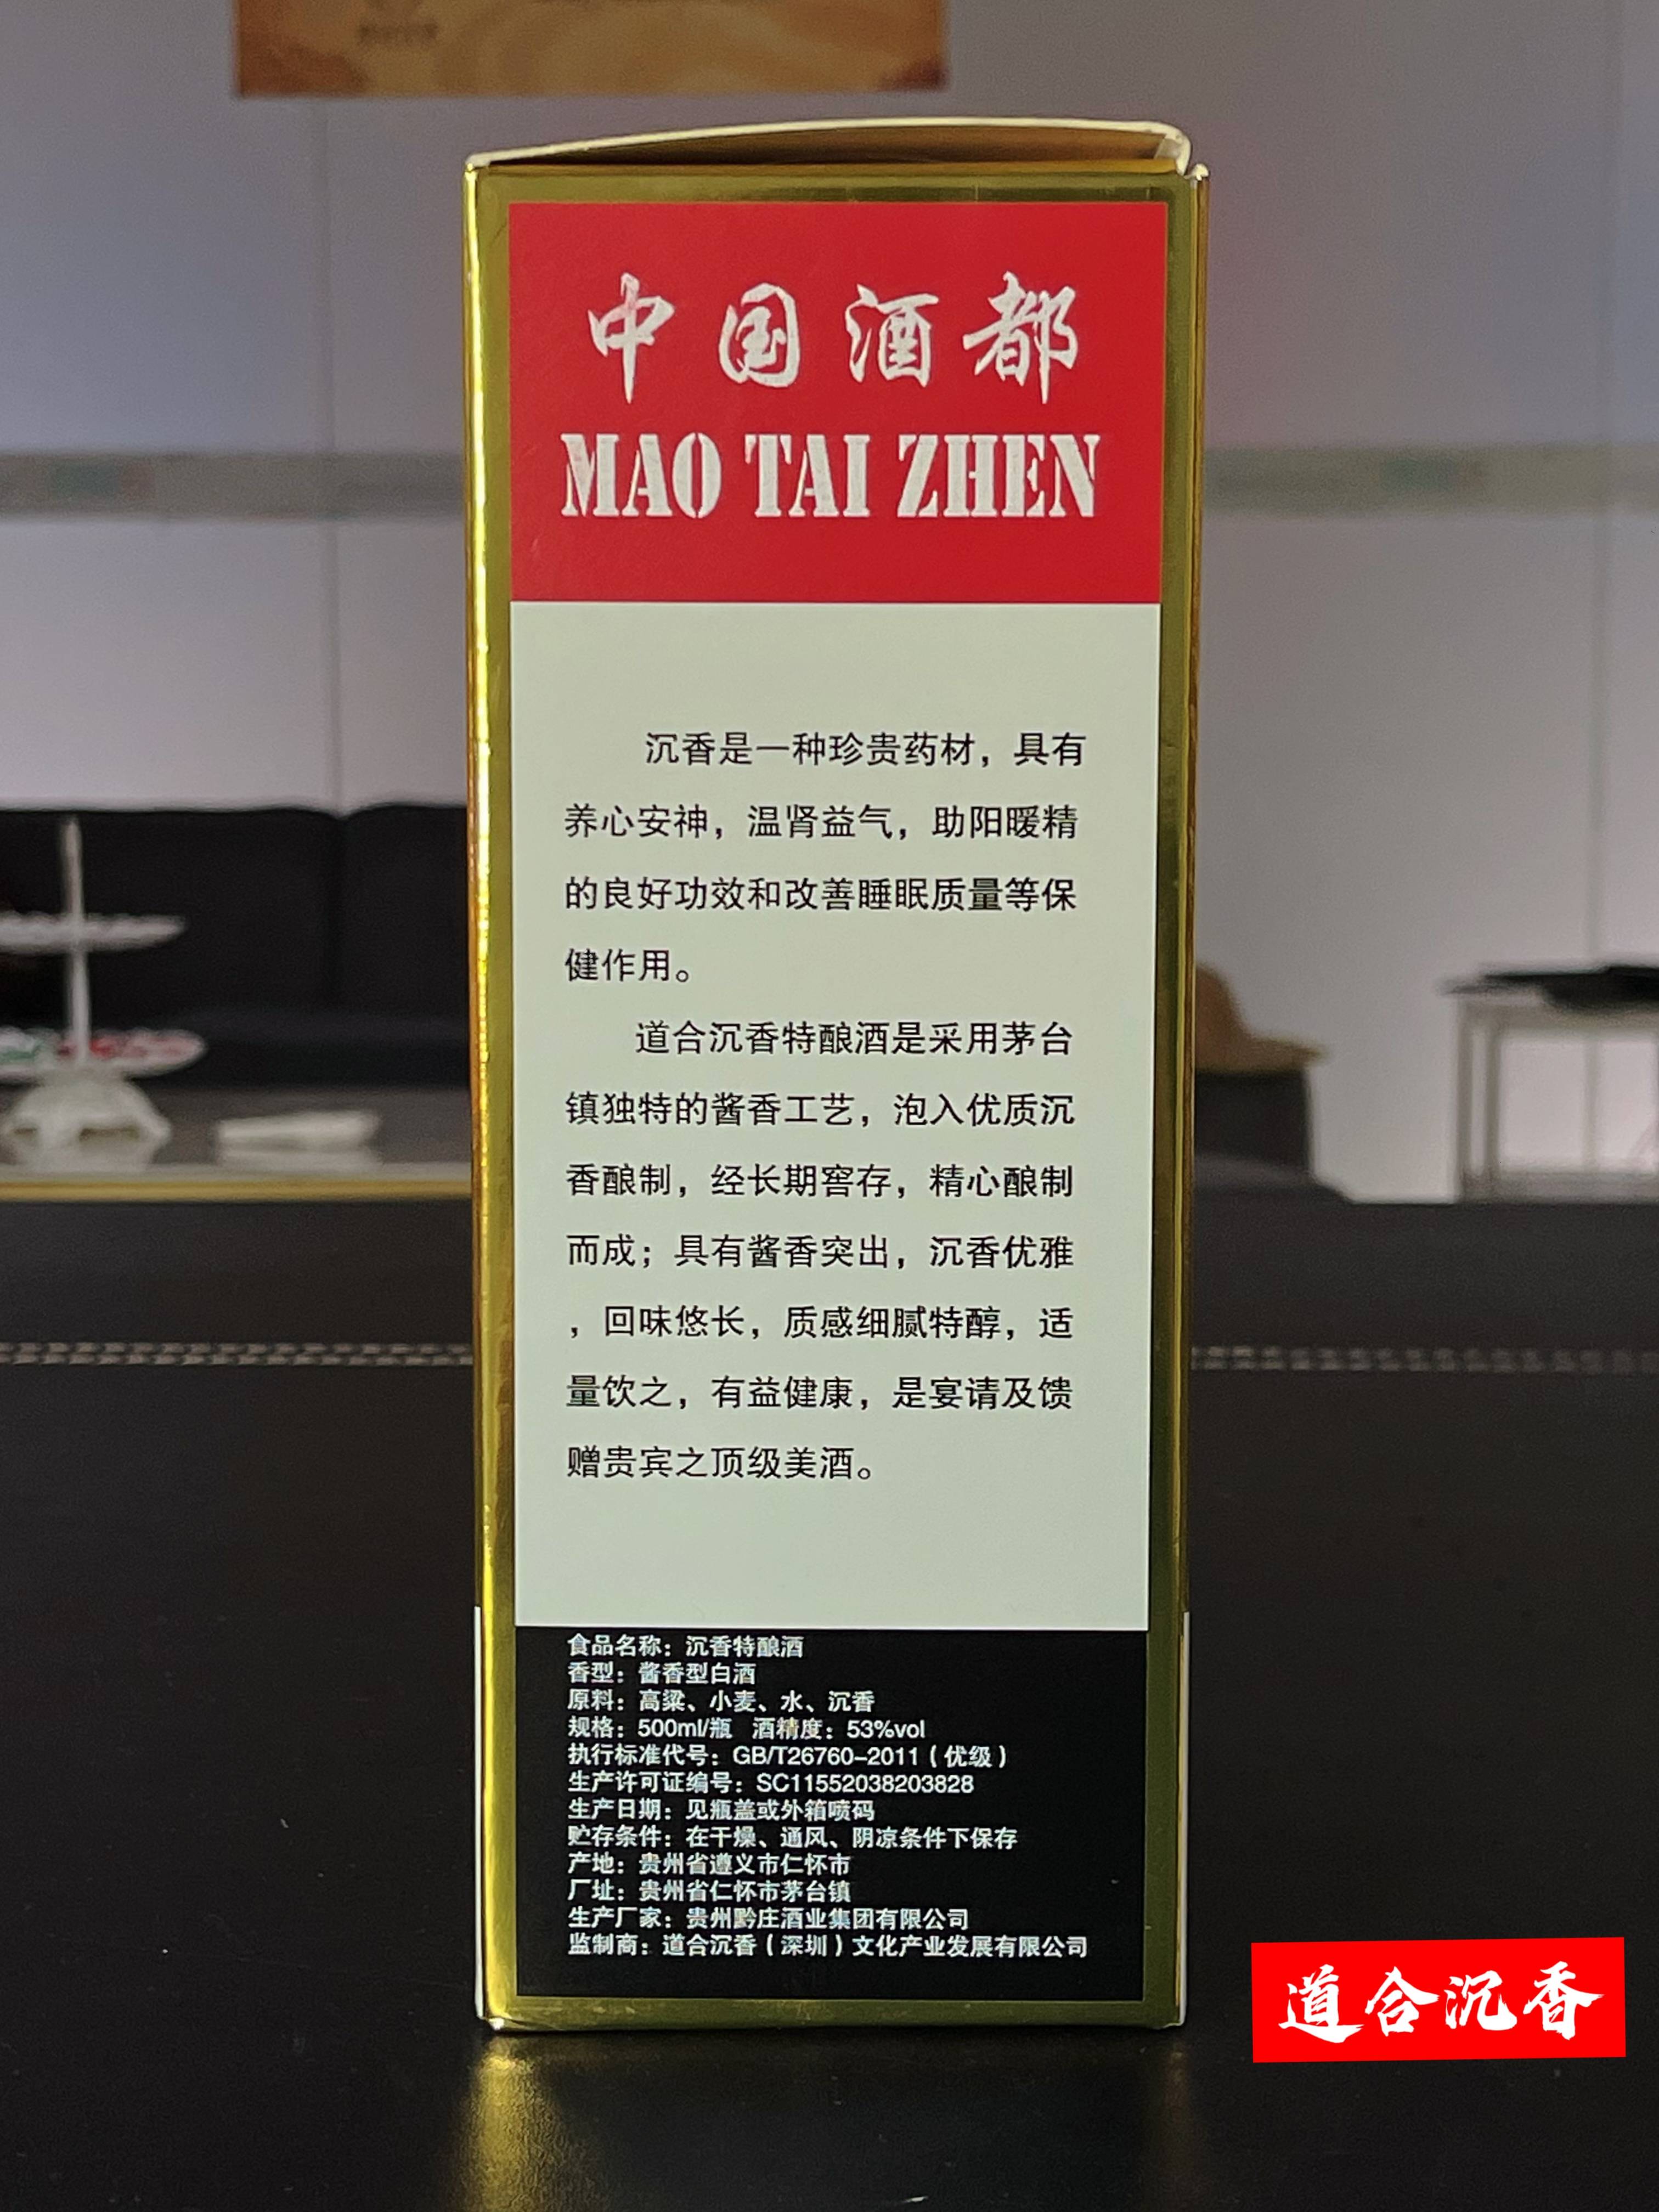 中国酒都
MAO TAI ZHEN
沉香是一种珍贵药材，具有
养心安神，温肾益气，助阳暖精
的良好功效和改善睡眠质量等保
健作用。
道合沉香特酿酒是采用茅台
镇独特的酱香工艺，泡入优质沉
香酿制，经长期窖存，精心酿制
而成；具有酱香突出，沉香优雅
，回味悠长，质感细腻特醇，适
量饮之，有益健康，是宴请及馈
赠贵宾之顶级美酒。
食品名称：沉香特酿酒
香型：酱香型白酒
原料：高粱、小麦、水、沉香
规格：500ml/瓶 酒精度：53%vol
执行标准代号：GB/T26760-2011（优级）
生产许可证编号：SC11552038203828
生产日期：见瓶盖或外箱喷码
贮存条件：在干燥、通风、阴凉条件下保存
产地：贵州省遵义市仁怀市
厂址：贵州省仁怀市茅台镇
生产厂家：贵州黔庄酒业集团有限公司
监制商：道合沉香（深圳）文化产业发展有限公司
道合沉香